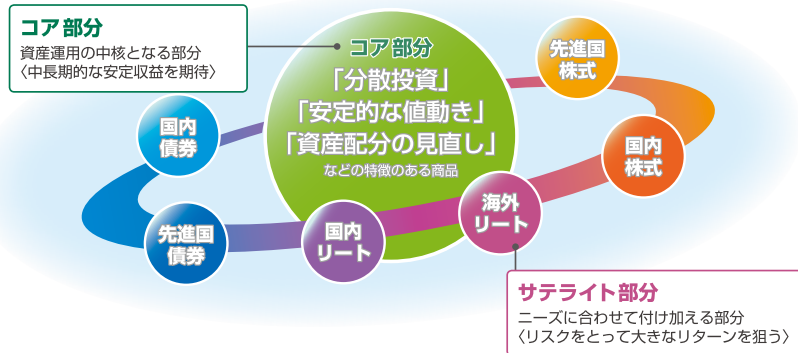 コア部分
資産運用の中核となる部分
〈中長期的な安定収益を期待〉
コア部分
「分散投資」
「安定的な値動き」
「資産配分の見直し」
などの特徴のある商品
先進国
株式
国内
債券
国内
株式
海外
リート
国内
リート
先進国
債券
サテライト部分
ニーズに合わせて付け加える部分
〈リスクをとって大きなリターンを狙う〉